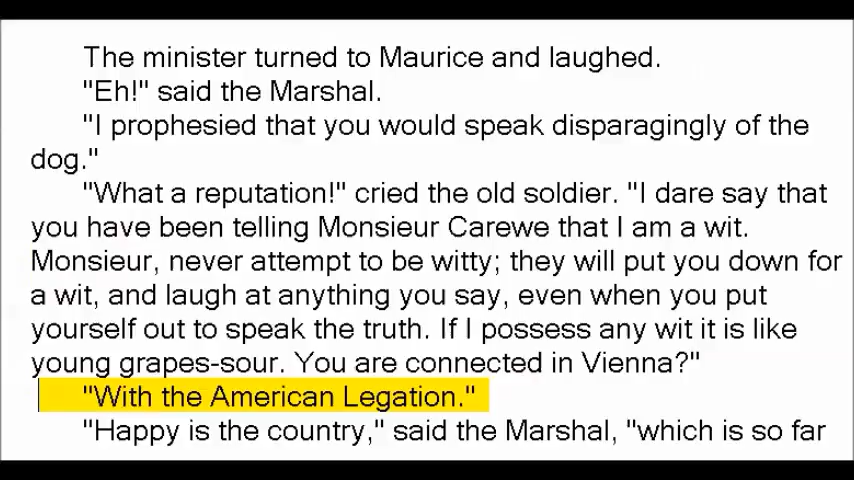 The minister turned to Maurice and laughed.
"Eh!" said the Marshal.
"I prophesied that you would speak disparagingly of the
dog."
"What a reputation!" cried the old soldier. "I dare say that
you have been telling Monsieur Carewe that I am a wit.
Monsieur, never attempt to be witty; they will put you down for
a wit, and laugh at anything you say, even when you put
yourself out to speak the truth. If I possess any wit it is like
young grapes-sour. You are connected in Vienna?"
"With the American Legation."
"Happy is the country," said the Marshal, "which is so far